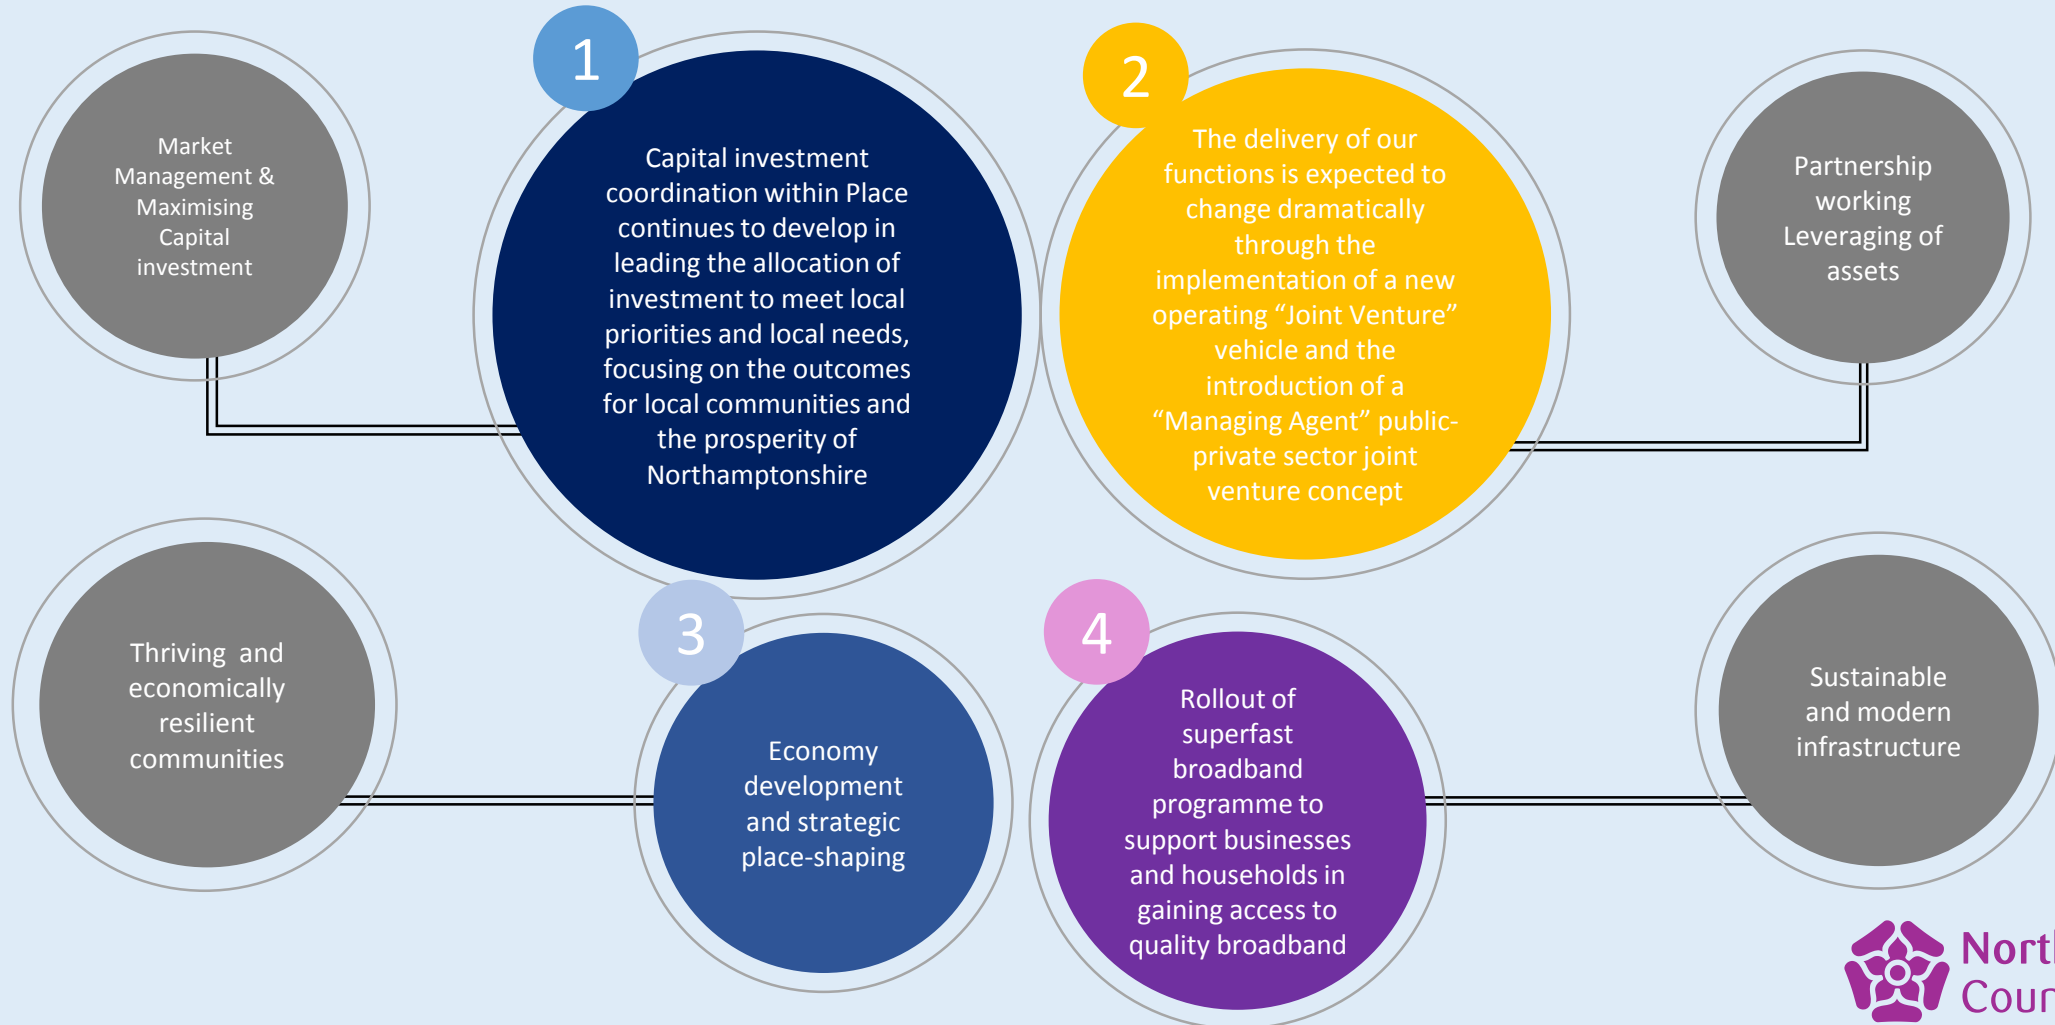 Market
Management &
Maximising
Capital
investment
1
Capital investment
coordination within Place
continues to develop in
leading the allocation of
investment to meet local
priorities and local needs,
focusing on the outcomes
for local communities and
the prosperity of
Northamptonshire
2
The delivery of our
functions is expected to
change dramatically
through the
implementation of a new
operating “Joint Venture”
vehicle and the
introduction of a
“Managing Agent” public-
private sector joint
venture concept
Partnership
working
Leveraging of
assets
Thriving  and
economically
resilient
communities
3
Economy
development
and strategic
place-shaping
4
Rollout of
superfast
broadband
programme to
support businesses
and households in
gaining access to
quality broadband
Sustainable
and modern
infrastructure